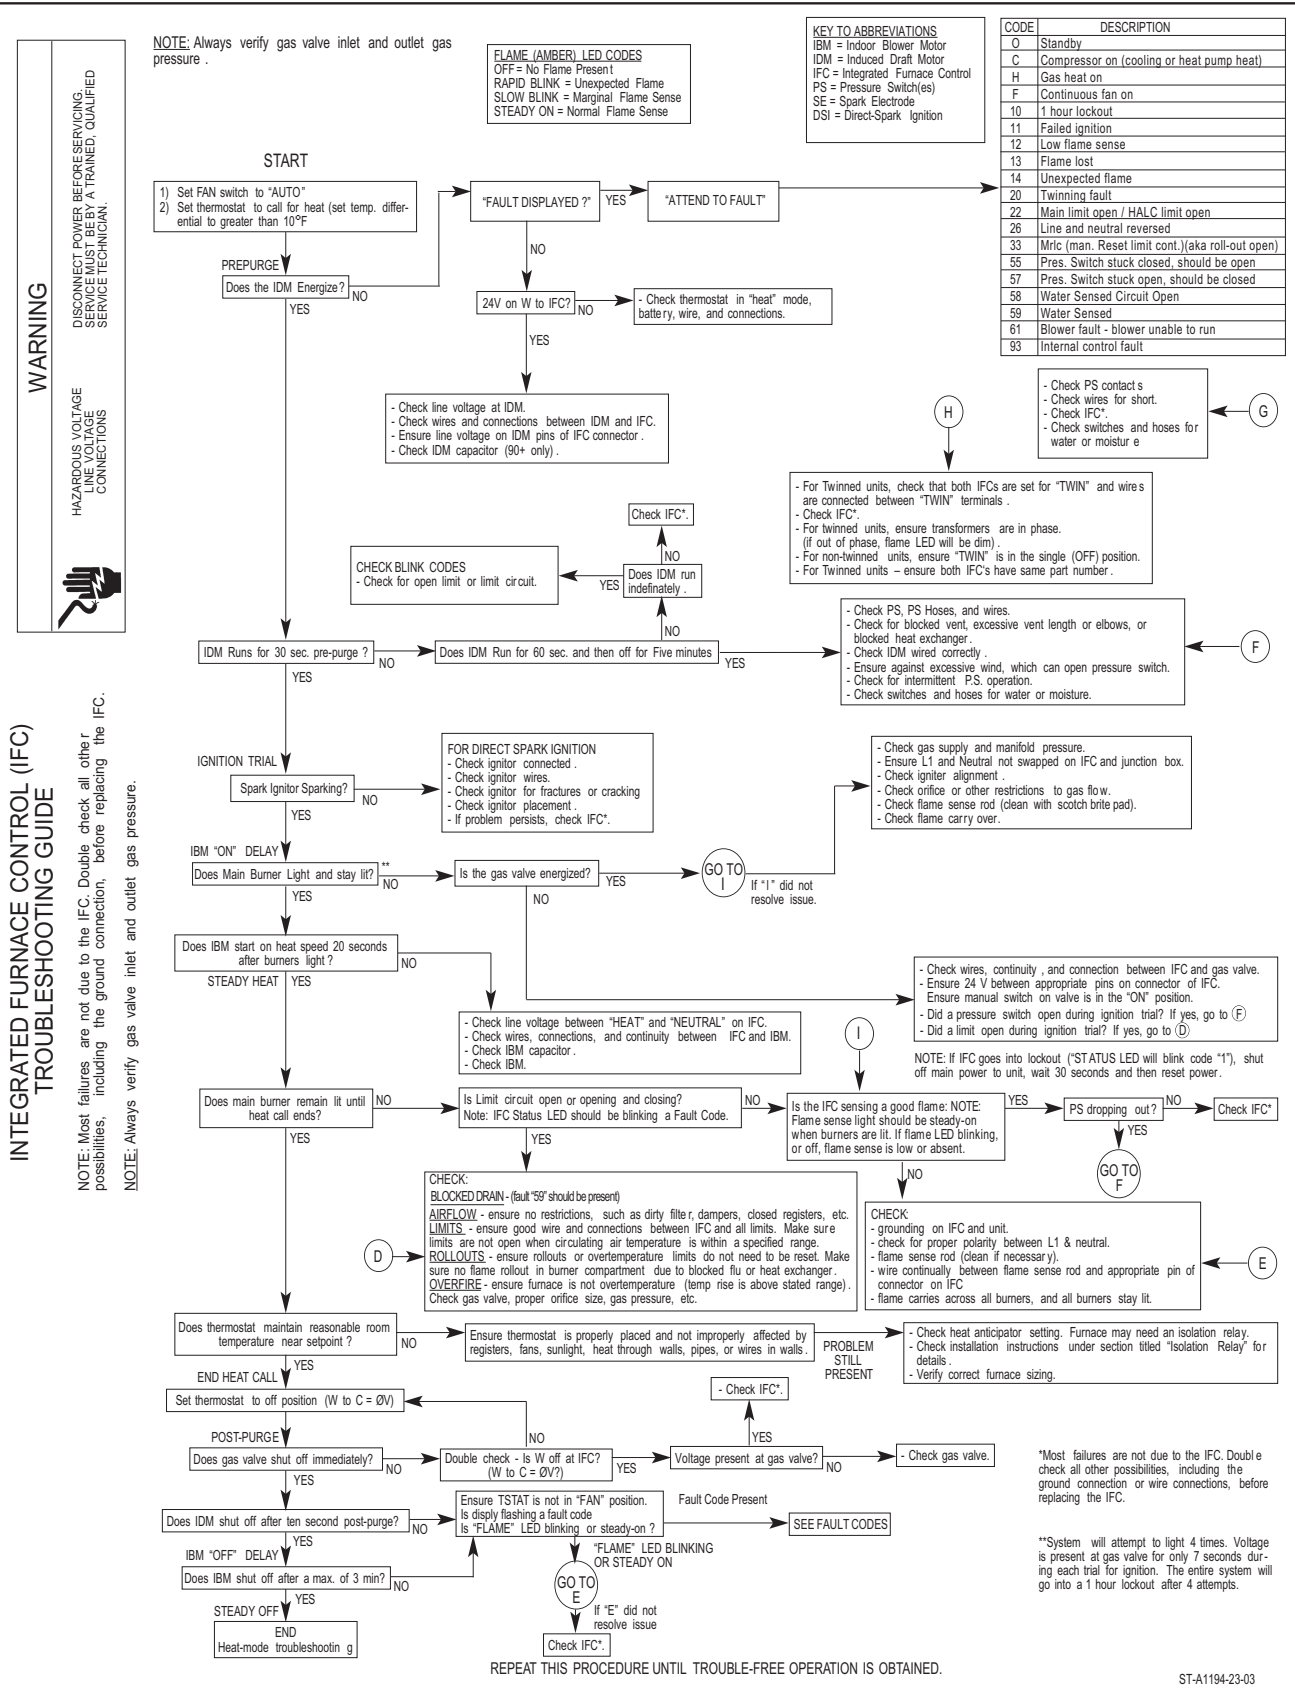 NOTE: Always verify gas valve inlet and outlet gas
pressure .
FLAME (AMBER) LED CODES
OFF = No Flame Present
RAPID BLINK = Unexpected Flame
SLOW BLINK = Marginal Flame Sense
STEADY ON = Normal Flame Sense
KEY TO ABBREVIATIONS
IBM = Indoor Blower Motor
IDM = Induced Draft Motor
IFC = Integrated Furnace Control
PS = Pressure Switch(es)
SE = Spark Electrode
DSI = Direct-Spark Ignition
CODE DESCRIPTION
O Standby
C Compressor on (cooling or heat pump heat)
H Gas heat on
F Continuous fan on
10 1 hour lockout
11 Failed ignition
12 Low flame sense
13 Flame lost
14 Unexpected flame
20 Twinning fault
22 Main limit open / HALC limit open
26 Line and neutral reversed
33 Mrlc (man. Reset limit cont.)(aka roll-out open)
55 Pres. Switch stuck closed, should be open
57 Pres. Switch stuck open, should be closed
58 Water Sensed Circuit Open
59 Water Sensed
61 Blower fault - blower unable to run
93 Internal control fault
WARNING
DISCONNECT POWER BEFORE SERVICING.
SERVICE MUST BE BY A TRAINED, QUALIFIED
SERVICE TECHNICIAN.
HAZARDOUS VOLTAGE
LINE VOLTAGE
CONNECTIONS
INTEGRATED FURNACE CONTROL (IFC)
TROUBLESHOOTING GUIDE
NOTE: Most failures are not due to the IFC. Double check all other
possibilities, including the ground connection, before replacing the IFC.
NOTE: Always verify gas valve inlet and outlet gas pressure.
START
1) Set FAN switch to “AUTO”
2) Set thermostat to call for heat (set temp. differ-
ential to greater than 10°F
“FAULT DISPLAYED ?”
YES
“ATTEND TO FAULT”
NO
PREPURGE
Does the IDM Energize?
NO
YES
24V on W to IFC?
NO
- Check thermostat in “heat” mode,
battery, wire, and connections.
YES
- Check line voltage at IDM.
- Check wires and connections between IDM and IFC.
- Ensure line voltage on IDM pins of IFC connector .
- Check IDM capacitor (90+ only) .
- Check PS contact s
- Check wires for short.
- Check IFC*.
- Check switches and hoses for
water or moistur e
G
H
- For Twinned units, check that both IFCs are set for “TWIN” and wires
are connected between “TWIN” terminals .
- Check IFC*.
- For twinned units, ensure transformers are in phase.
(if out of phase, flame LED will be dim) .
- For non-twinned units, ensure “TWIN” is in the single (OFF) position.
- For Twinned units – ensure both IFC's have same part number .
Check IFC*.
NO
CHECK BLINK CODES
- Check for open limit or limit circuit.
YES
Does IDM run
indefinately .
NO
IDM Runs for 30 sec. pre-purge ?
NO
Does IDM Run for 60 sec. and then off for Five minutes
YES
YES
- Check PS, PS Hoses, and wires.
- Check for blocked vent, excessive vent length or elbows, or
blocked heat exchanger .
- Check IDM wired correctly .
- Ensure against excessive wind, which can open pressure switch.
- Check for intermittent P.S. operation.
- Check switches and hoses for water or moisture.
F
IGNITION TRIAL
Spark Ignitor Sparking?
NO
YES
FOR DIRECT SPARK IGNITION
- Check ignitor connected .
- Check ignitor wires.
- Check ignitor for fractures or cracking
- Check ignitor placement .
- If problem persists, check IFC*.
- Check gas supply and manifold pressure.
- Ensure L1 and Neutral not swapped on IFC and junction box.
- Check igniter alignment .
- Check orifice or other restrictions to gas flow.
- Check flame sense rod (clean with scotch brite pad).
- Check flame carry over.
IBM “ON” DELAY
Does Main Burner Light and stay lit?
**
NO
YES
Is the gas valve energized?
YES
NO
GO TO
I
If “I” did not
resolve issue.
Does IBM start on heat speed 20 seconds
after burners light ?
NO
STEADY HEAT
YES
- Check line voltage between “HEAT” and “NEUTRAL” on IFC.
- Check wires, connections, and continuity between IFC and IBM.
- Check IBM capacitor .
- Check IBM.
- Check wires, continuity , and connection between IFC and gas valve.
- Ensure 24 V between appropriate pins on connector of IFC.
Ensure manual switch on valve is in the “ON” position.
- Did a pressure switch open during ignition trial? If yes, go to F
- Did a limit open during ignition trial? If yes, go to D
NOTE: If IFC goes into lockout (“STATUS LED will blink code “1”), shut
off main power to unit, wait 30 seconds and then reset power.
I
Does main burner remain lit until
heat call ends?
NO
YES
Is Limit circuit open or opening and closing?
Note: IFC Status LED should be blinking a Fault Code.
NO
YES
Is the IFC sensing a good flame: NOTE:
Flame sense light should be steady-on
when burners are lit. If flame LED blinking,
or off, flame sense is low or absent.
YES
NO
PS dropping out?
NO
Check IFC*
YES
GO TO
F
D
CHECK:
BLOCKED DRAIN - (fault “59” should be present)
AIRFLOW - ensure no restrictions, such as dirty filter, dampers, closed registers, etc.
LIMITS - ensure good wire and connections between IFC and all limits. Make sure
limits are not open when circulating air temperature is within a specified range.
ROLLOUTS - ensure rollouts or overtemperature limits do not need to be reset. Make
sure no flame rollout in burner compartment due to blocked flu or heat exchanger .
OVERFIRE - ensure furnace is not overtemperature (temp rise is above stated range) .
Check gas valve, proper orifice size, gas pressure, etc.
CHECK:
- grounding on IFC and unit.
- check for proper polarity between L1 & neutral.
- flame sense rod (clean if necessary).
- wire continually between flame sense rod and appropriate pin of
connector on IFC
- flame carries across all burners, and all burners stay lit.
E
Does thermostat maintain reasonable room
temperature near setpoint ?
NO
YES
Ensure thermostat is properly placed and not improperly affected by
registers, fans, sunlight, heat through walls, pipes, or wires in walls .
PROBLEM
STILL
PRESENT
- Check heat anticipator setting. Furnace may need an isolation relay.
- Check installation instructions under section titled “Isolation Relay” for
details .
- Verify correct furnace sizing.
END HEAT CALL
Set thermostat to off position (W to C = ØV)
- Check IFC*.
POST-PURGE
Does gas valve shut off immediately?
NO
YES
NO
Double check - Is W off at IFC?
(W to C = ØV?)
YES
YES
Voltage present at gas valve?
NO
- Check gas valve.
Does IDM shut off after ten second post-purge?
NO
YES
Ensure TSTAT is not in “FAN” position.
Is disply flashing a fault code
Is “FLAME” LED blinking or steady-on ?
Fault Code Present
SEE FAULT CODES
IBM “OFF” DELAY
Does IBM shut off after a max. of 3 min?
NO
YES
“FLAME” LED BLINKING
OR STEADY ON
GO TO
E
If “E” did not
resolve issue
Check IFC*.
STEADY OFF
END
Heat-mode troubleshootin g
*Most failures are not due to the IFC. Double
check all other possibilities, including the
ground connection or wire connections, before
replacing the IFC.
**System will attempt to light 4 times. Voltage
is present at gas valve for only 7 seconds dur-
ing each trial for ignition. The entire system will
go into a 1 hour lockout after 4 attempts.
REPEAT THIS PROCEDURE UNTIL TROUBLE-FREE OPERATION IS OBTAINED.
ST-A1194-23-03